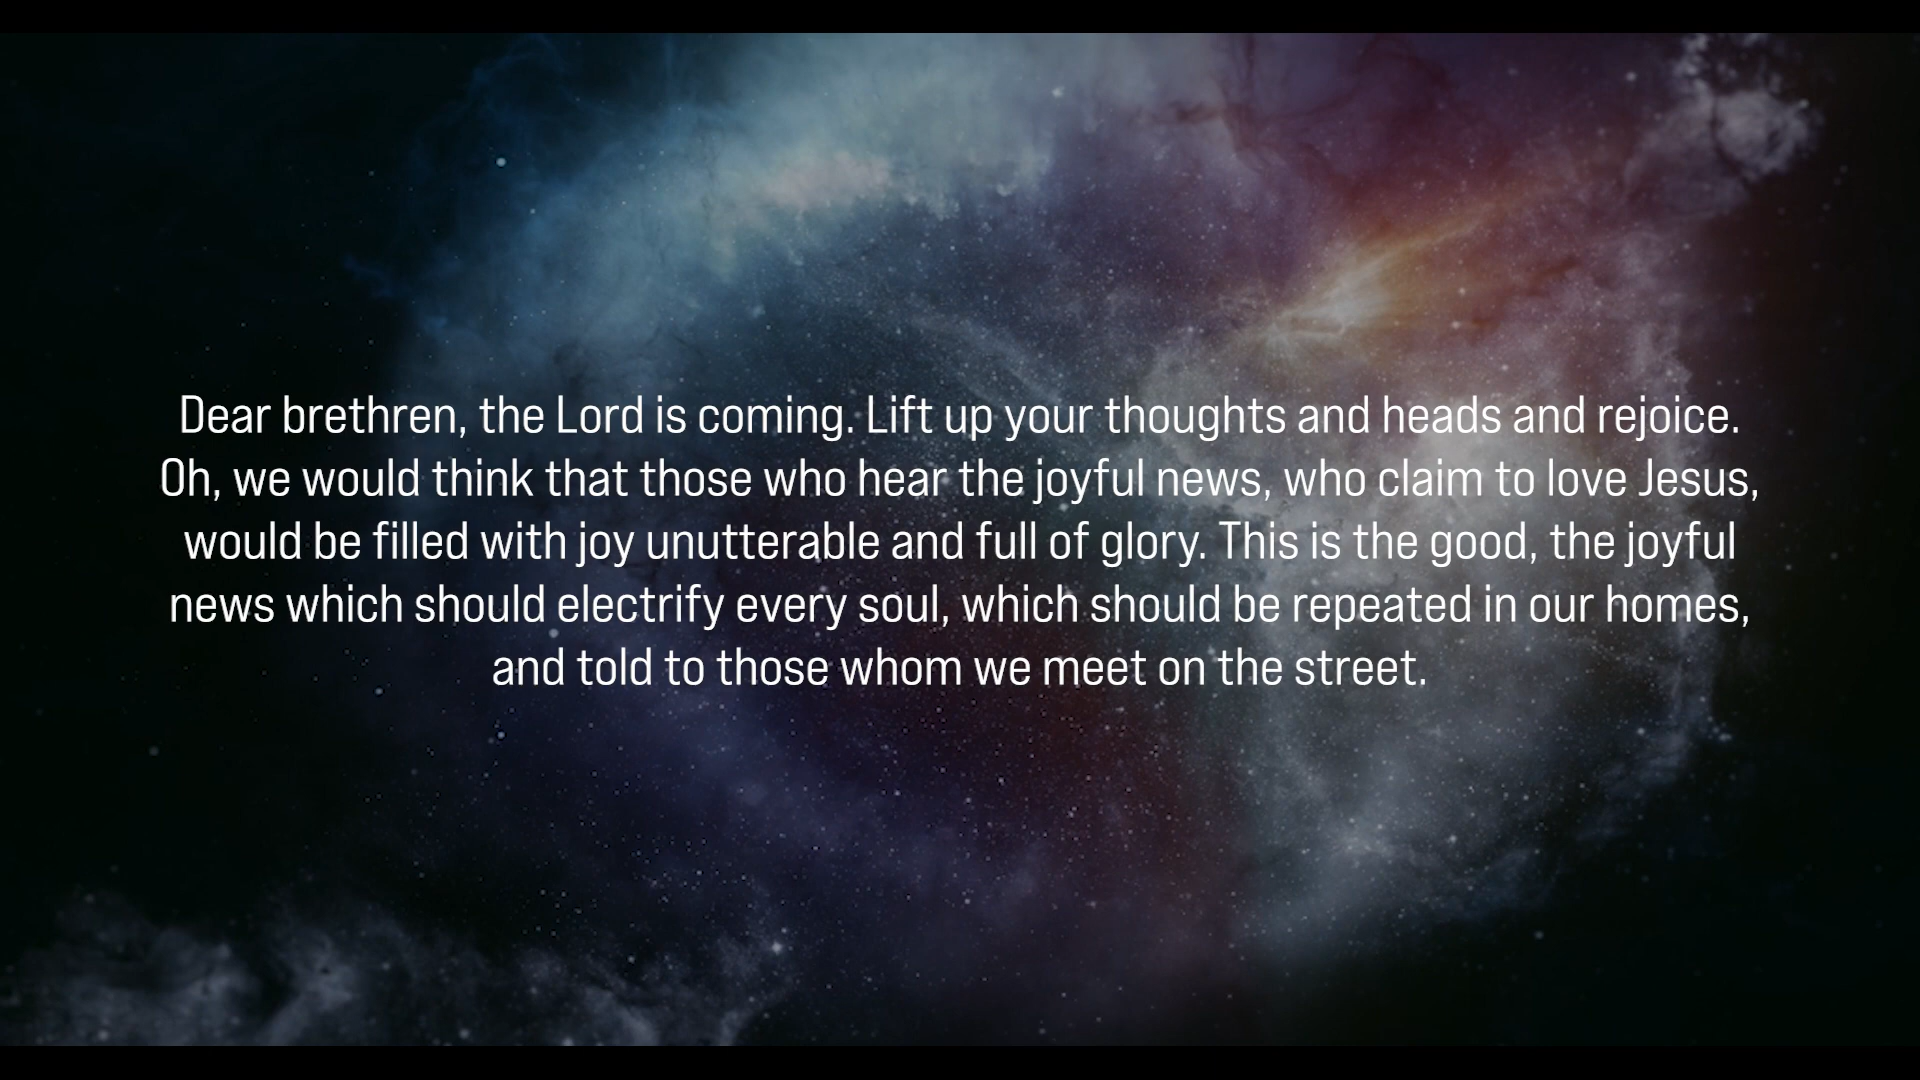 Dear brethren, the Lord is coming. Lift up your thoughts and heads and rejoice.
Oh, we would think that those who hear the joyful news, who claim to love Jesus,
would be filled with joy unutterable and full of glory. This is the good, the joyful
news which should electrify every soul, which should be repeated in our homes,
and told to those whom we meet on the street.